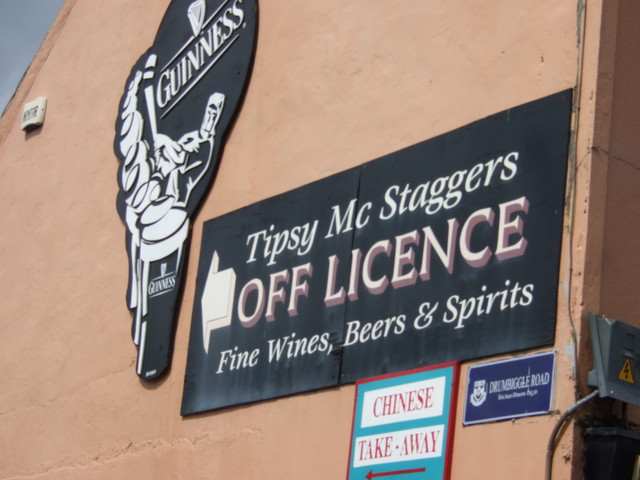 GUINNESS
GUINNESS
Tipsy Mc Staggers
OFF LICENCE
Fine Wines, Beers & Spirits
CHINESE
TAKE-AWAY
DRUMBIGGLE ROAD